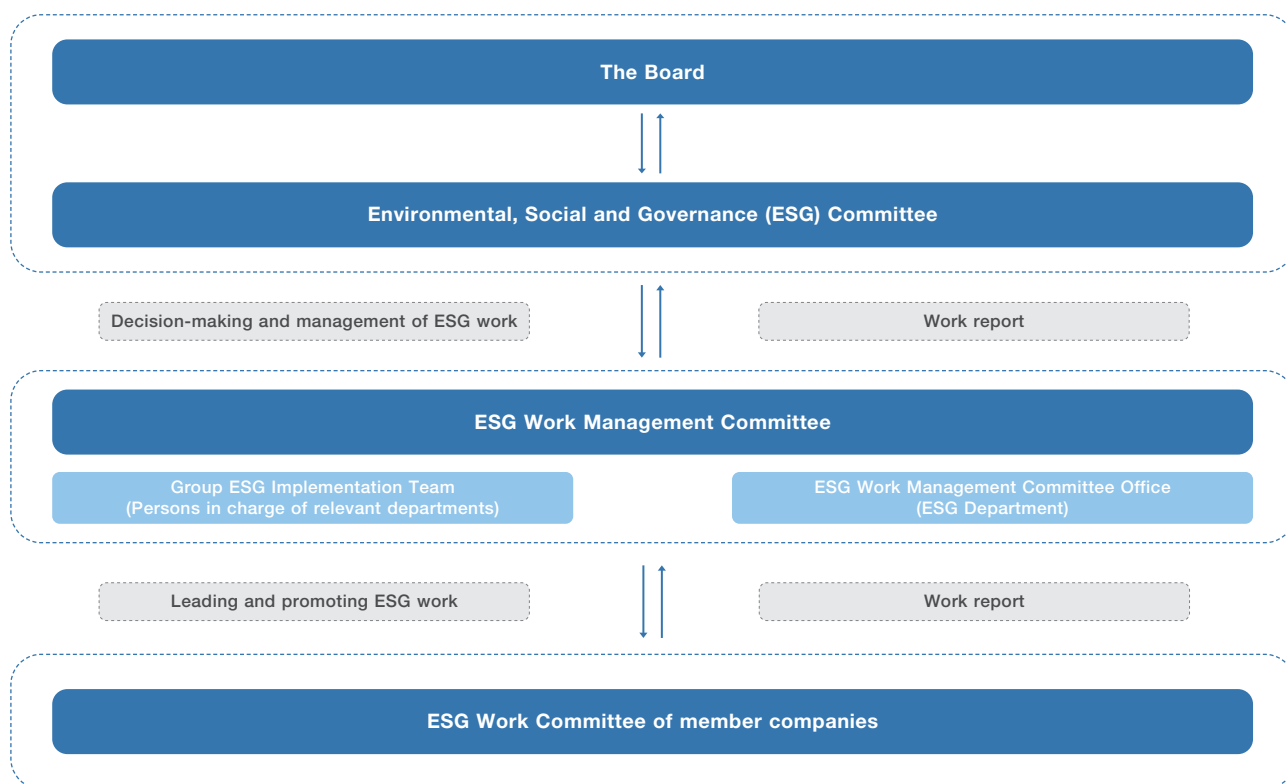 The Board
Environmental, Social and Governance (ESG) Committee
Decision-making and management of ESG work
Work report
ESG Work Management Committee
Group ESG Implementation Team
(Persons in charge of relevant departments)
ESG Work Management Committee Office
(ESG Department)
Leading and promoting ESG work
Work report
ESG Work Committee of member companies